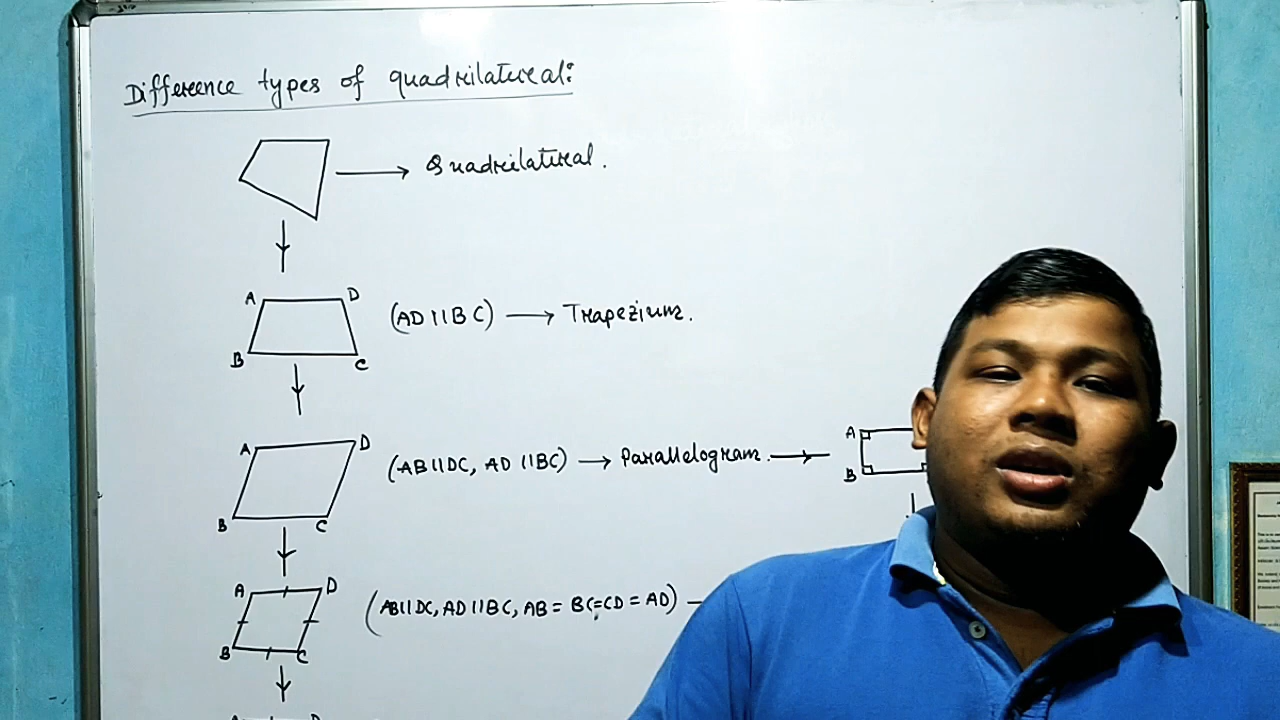 Difference types of quadrilateral:
Quadrilateral.
A D
(AD || BC) → Trapezium.
B C
A D
(AB || DC, AD || BC) → Parallelogram. →
A
B
B C
A D
(AB || DC, AD || BC, AB = BC = CD = AD) –
B C